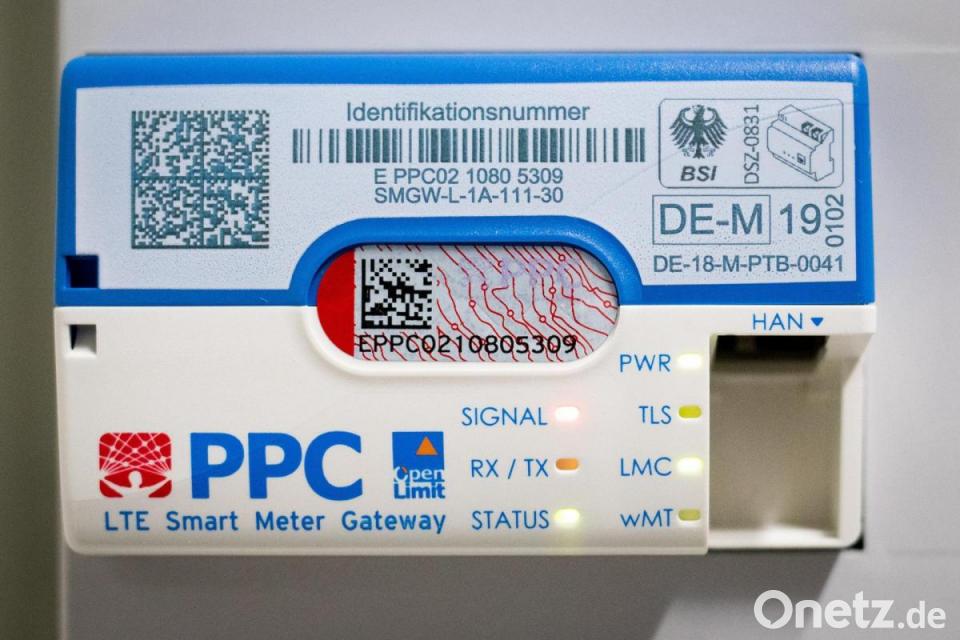 Identifikationsnummer
E PPC02 1080 5309
SMGW-L-1A-111-30
BSI
DSZ-0831
DE-M 19
0102
DE-18-M-PTB-0041
PPC
EPPC0210805309
HAN
PWR
SIGNAL
TLS
RX / TX
LMC
STATUS
wMT
PPC
Open
Limit
LTE Smart Meter Gateway
Onetz.de